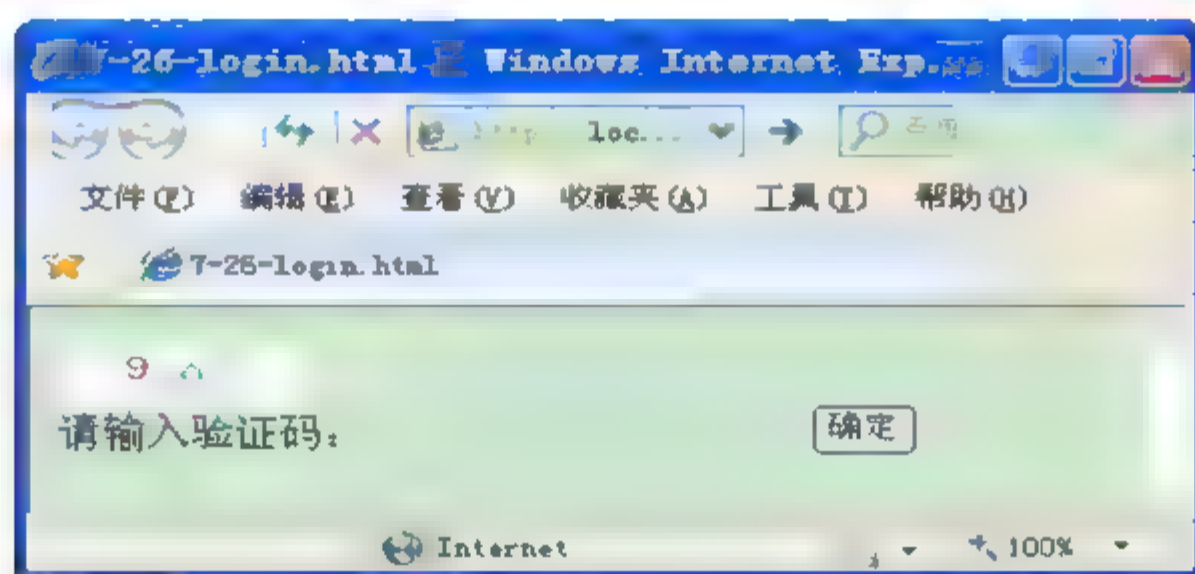 7-26-login.html Windows Internet Exp...
loc...
文件(F) 编辑(E) 查看(V) 收藏夹(A) 工具(T) 帮助(H)
7-26-login.html
9
请输入验证码: 确定
Internet 100%